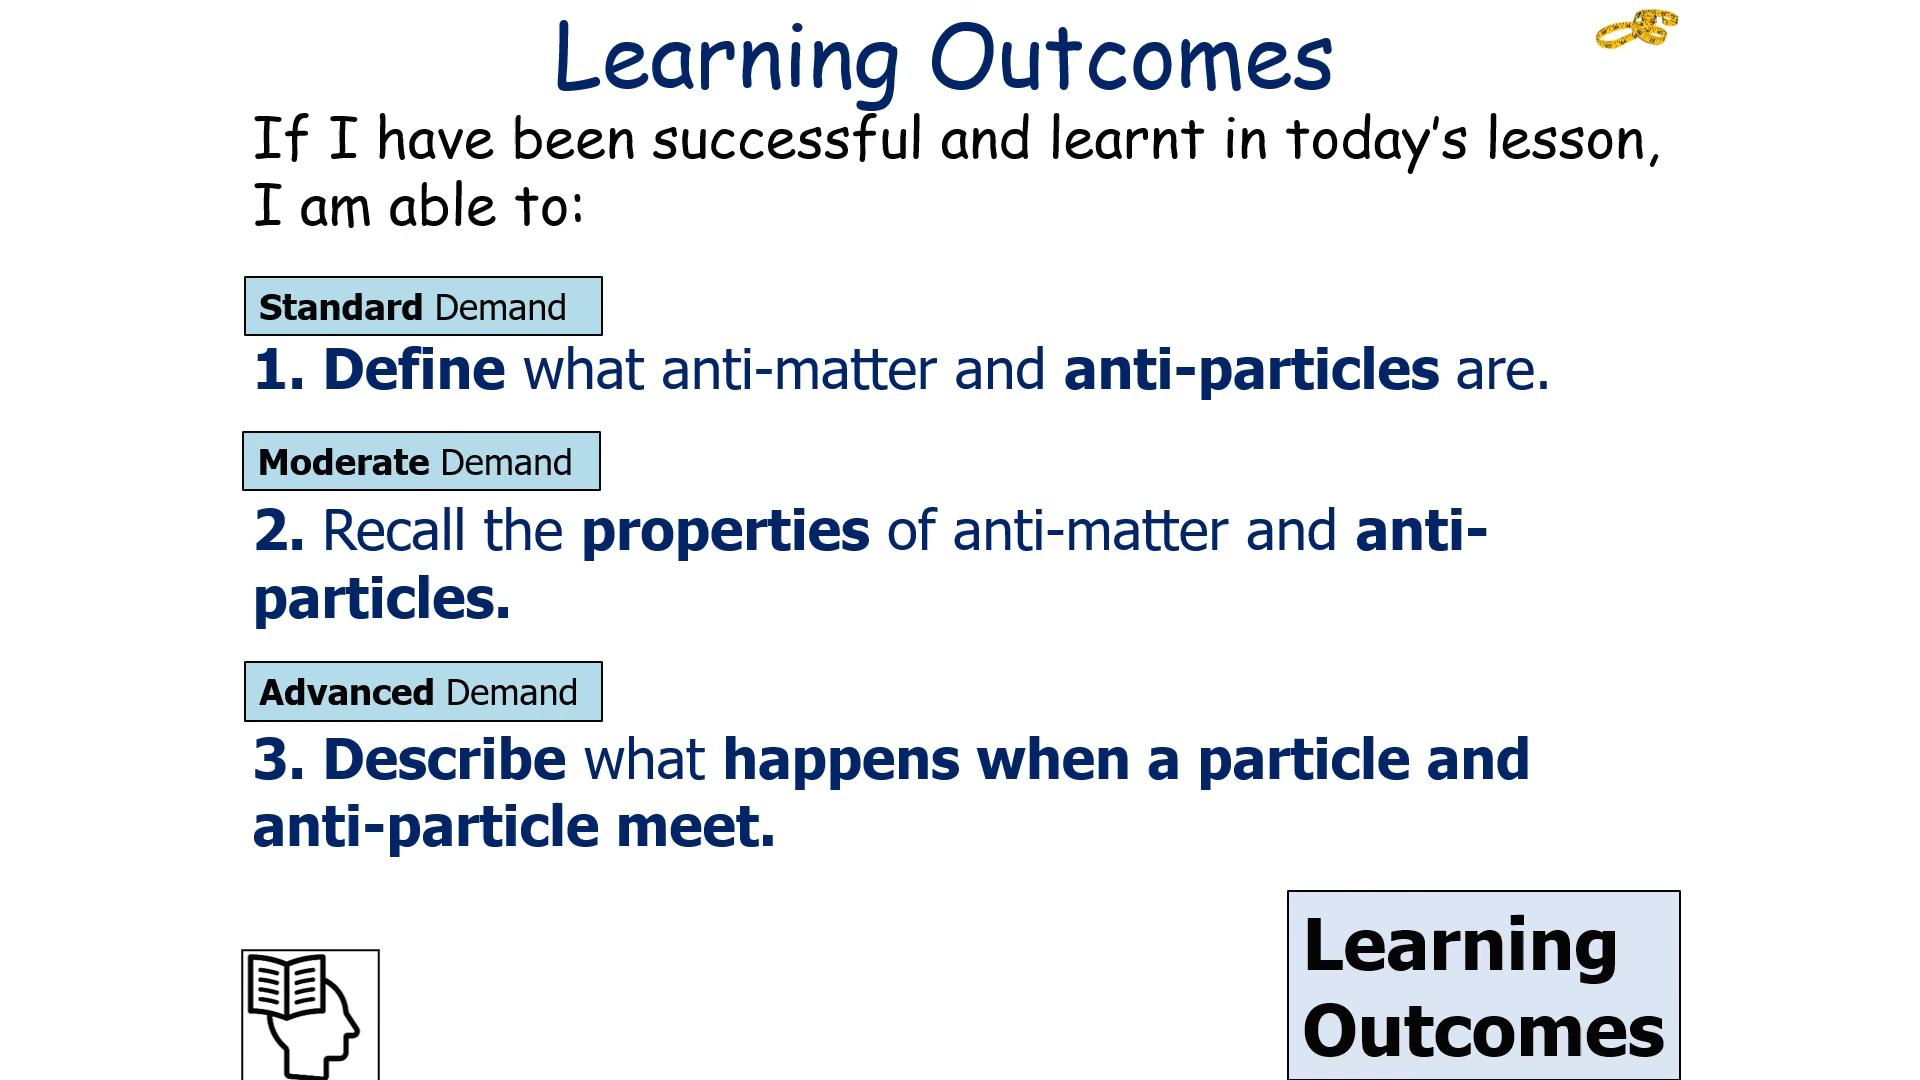 Learning Outcomes
If I have been successful and learnt in today’s lesson,
I am able to:
Standard Demand
1. Define what anti-matter and anti-particles are.
Moderate Demand
2. Recall the properties of anti-matter and anti-
particles.
Advanced Demand
3. Describe what happens when a particle and
anti-particle meet.
Learning
Outcomes